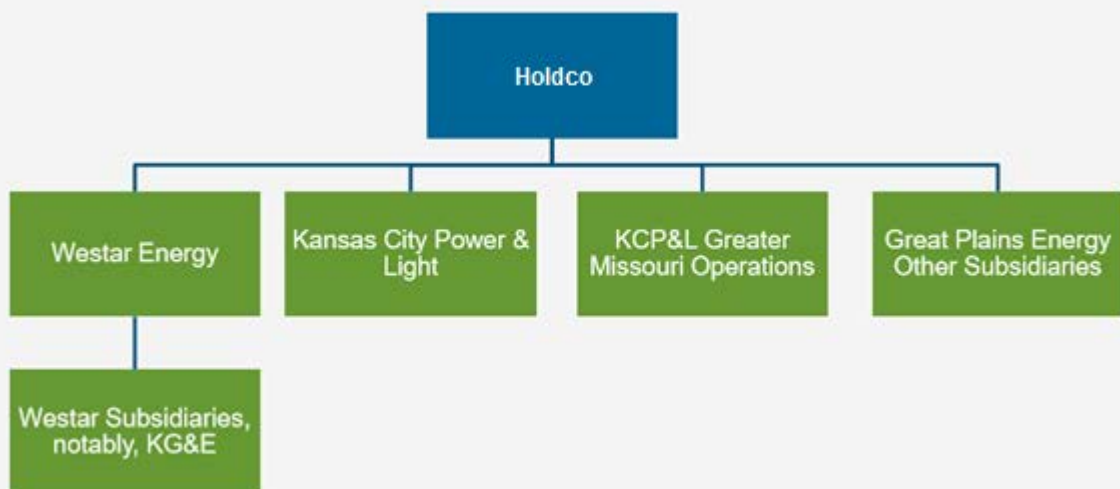 Holdco
Westar Energy
Kansas City Power &
Light
KCP&L Greater
Missouri Operations
Great Plains Energy
Other Subsidiaries
Westar Subsidiaries,
notably, KG&E